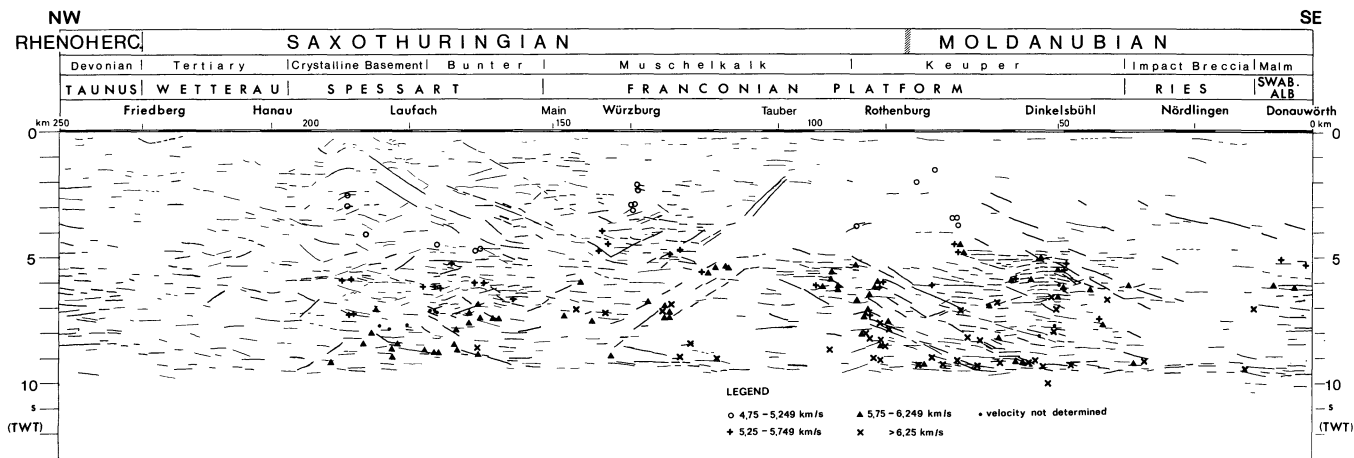 NW SE
RHENOHERC. SAXOTHURINGIAN MOLDANUBIAN
Devonian Tertiary Crystalline Basement Bunter Muschelkalk Keuper Impact Breccia Malm
TAUNUS WETTERAU SPESSART FRANCONIAN PLATFORM RIES SWAB. ALB
Friedberg Hanau Laufach Main Würzburg Tauber Rothenburg Dinkelsbühl Nördlingen Donauwörth
km 250 200 150 100 50 0 km
0 0
5 5
10 10
s s
(TWT) (TWT)
LEGEND
o 4,75 – 5,249 km/s ▲ 5,75 – 6,249 km/s • velocity not determined
+ 5,25 – 5,749 km/s x >6,25 km/s